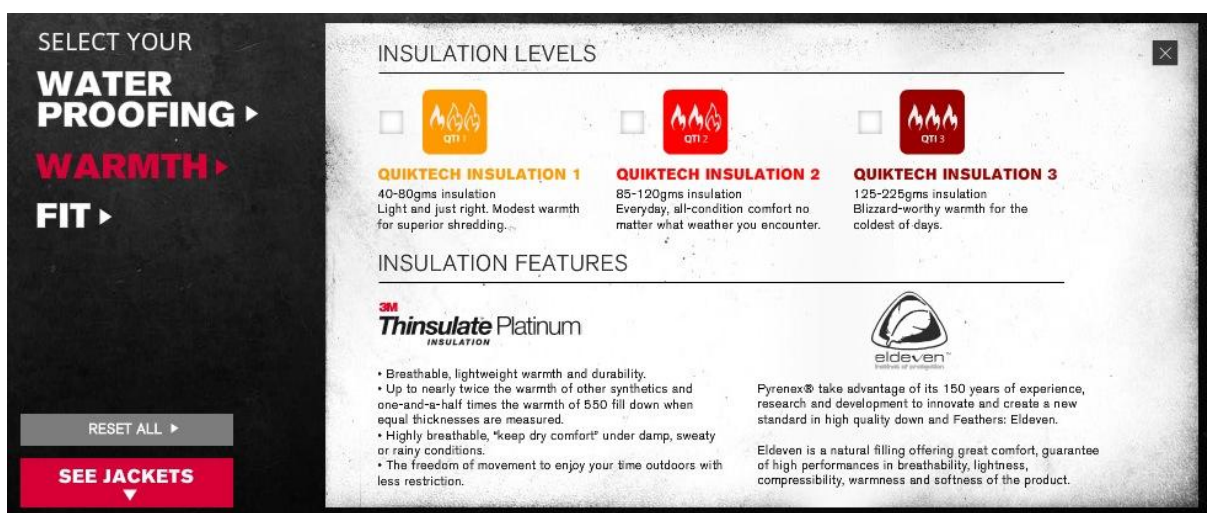 SELECT YOUR
WATER
PROOFING
WARMTH
FIT
RESET ALL
SEE JACKETS
INSULATION LEVELS
QTI 1
QUIKTECH INSULATION 1
40-80gms insulation
Light and just right. Modest warmth
for superior shredding.
QTI 2
QUIKTECH INSULATION 2
85-120gms insulation
Everyday, all-condition comfort no
matter what weather you encounter.
QTI 3
QUIKTECH INSULATION 3
125-225gms insulation
Blizzard-worthy warmth for the
coldest of days.
INSULATION FEATURES
3M
Thinsulate Platinum
INSULATION
• Breathable, lightweight warmth and durability.
• Up to nearly twice the warmth of other synthetics and
one-and-a-half times the warmth of 550 fill down when
equal thicknesses are measured.
• Highly breathable, "keep dry comfort" under damp, sweaty
or rainy conditions.
• The freedom of movement to enjoy your time outdoors with
less restriction.
eldeven™
Pyrenex® take advantage of its 150 years of experience,
research and development to innovate and create a new
standard in high quality down and Feathers: Eldeven.
Eldeven is a natural filling offering great comfort, guarantee
of high performances in breathability, lightness,
compressibility, warmness and softness of the product.